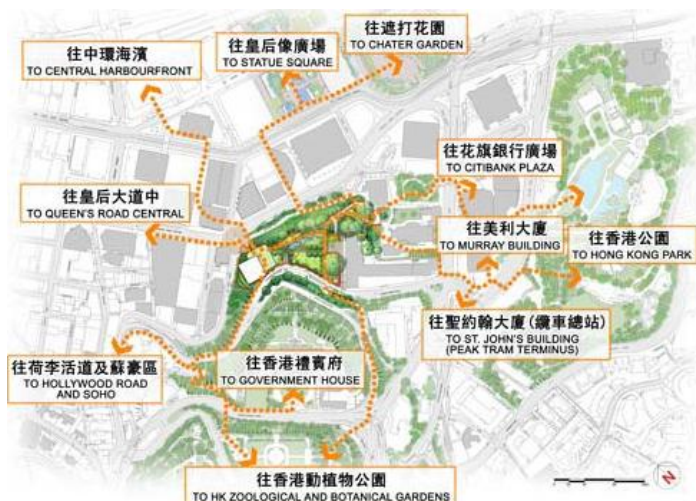 往遮打花園
TO CHATER GARDEN
往皇后像廣場
TO STATUE SQUARE
往中環海濱
TO CENTRAL HARBOURFRONT
往花旗銀行廣場
TO CITIBANK PLAZA
往皇后大道中
TO QUEEN'S ROAD CENTRAL
往美利大廈
TO MURRAY BUILDING
往香港公園
TO HONG KONG PARK
往聖約翰大廈(纜車總站)
TO ST. JOHN'S BUILDING
(PEAK TRAM TERMINUS)
往荷李活道及蘇豪區
TO HOLLYWOOD ROAD
AND SOHO
往香港禮賓府
TO GOVERNMENT HOUSE
往香港動植物公園
TO HK ZOOLOGICAL AND BOTANICAL GARDENS
N